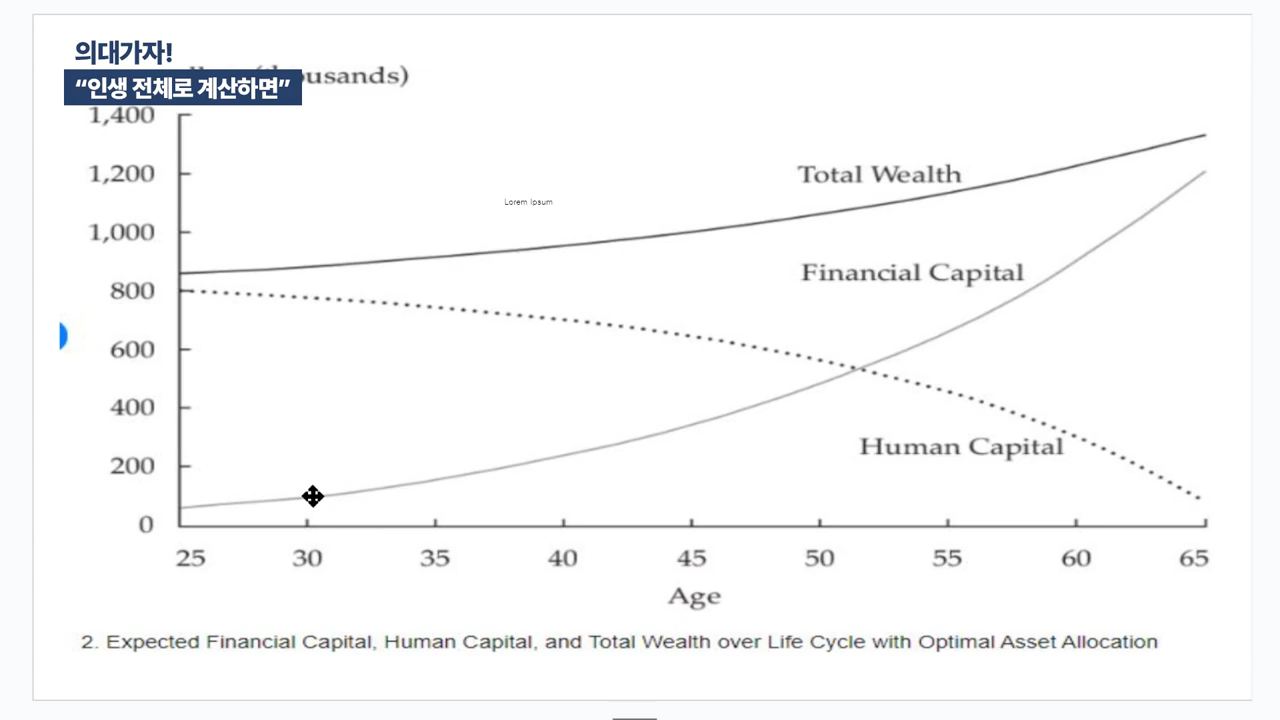 의대가자!
“인생 전체로 계산하면”
usands)
1,400
1,200
1,000
800
600
400
200
0
Total Wealth
Lorem Ipsum
Financial Capital
Human Capital
25 30 35 40 45 50 55 60 65
Age
2. Expected Financial Capital, Human Capital, and Total Wealth over Life Cycle with Optimal Asset Allocation